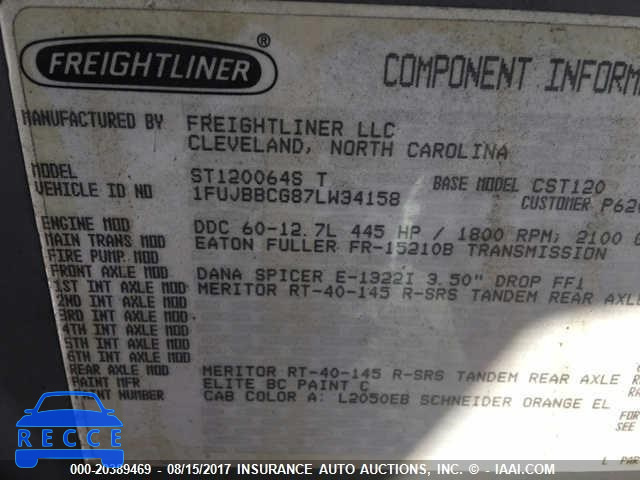 FREIGHTLINER ®
COMPONENT INFORMA
MANUFACTURED BY FREIGHTLINER LLC
CLEVELAND, NORTH CAROLINA
MODEL ST120064S T BASE MODEL CST120
VEHICLE ID NO 1FUJBBCG87LW34158 CUSTOMER P620
ENGINE MOD DDC 60-12.7L 445 HP / 1800 RPM; 2100
MAIN TRANS MOD EATON FULLER FR-15210B TRANSMISSION
FIRE PUMP MOD
FRONT AXLE MOD DANA SPICER E-1322I 3.50" DROP FF1
1ST INT AXLE MOD MERITOR RT-40-145 R-SRS TANDEM REAR AXLE
2ND INT AXLE MOD
3RD INT AXLE MOD
4TH INT AXLE MOD
5TH INT AXLE MOD
6TH INT AXLE MOD
REAR AXLE MOD MERITOR RT-40-145 R-SRS TANDEM REAR AXLE
PAINT MFR ELITE BC PAINT C
PAINT NUMBER CAB COLOR A: L2050EB SCHNEIDER ORANGE EL
FOR
SEE
L PAR
000-20389469 - 08/15/2017 INSURANCE AUTO AUCTIONS, INC. - IAAI.COM